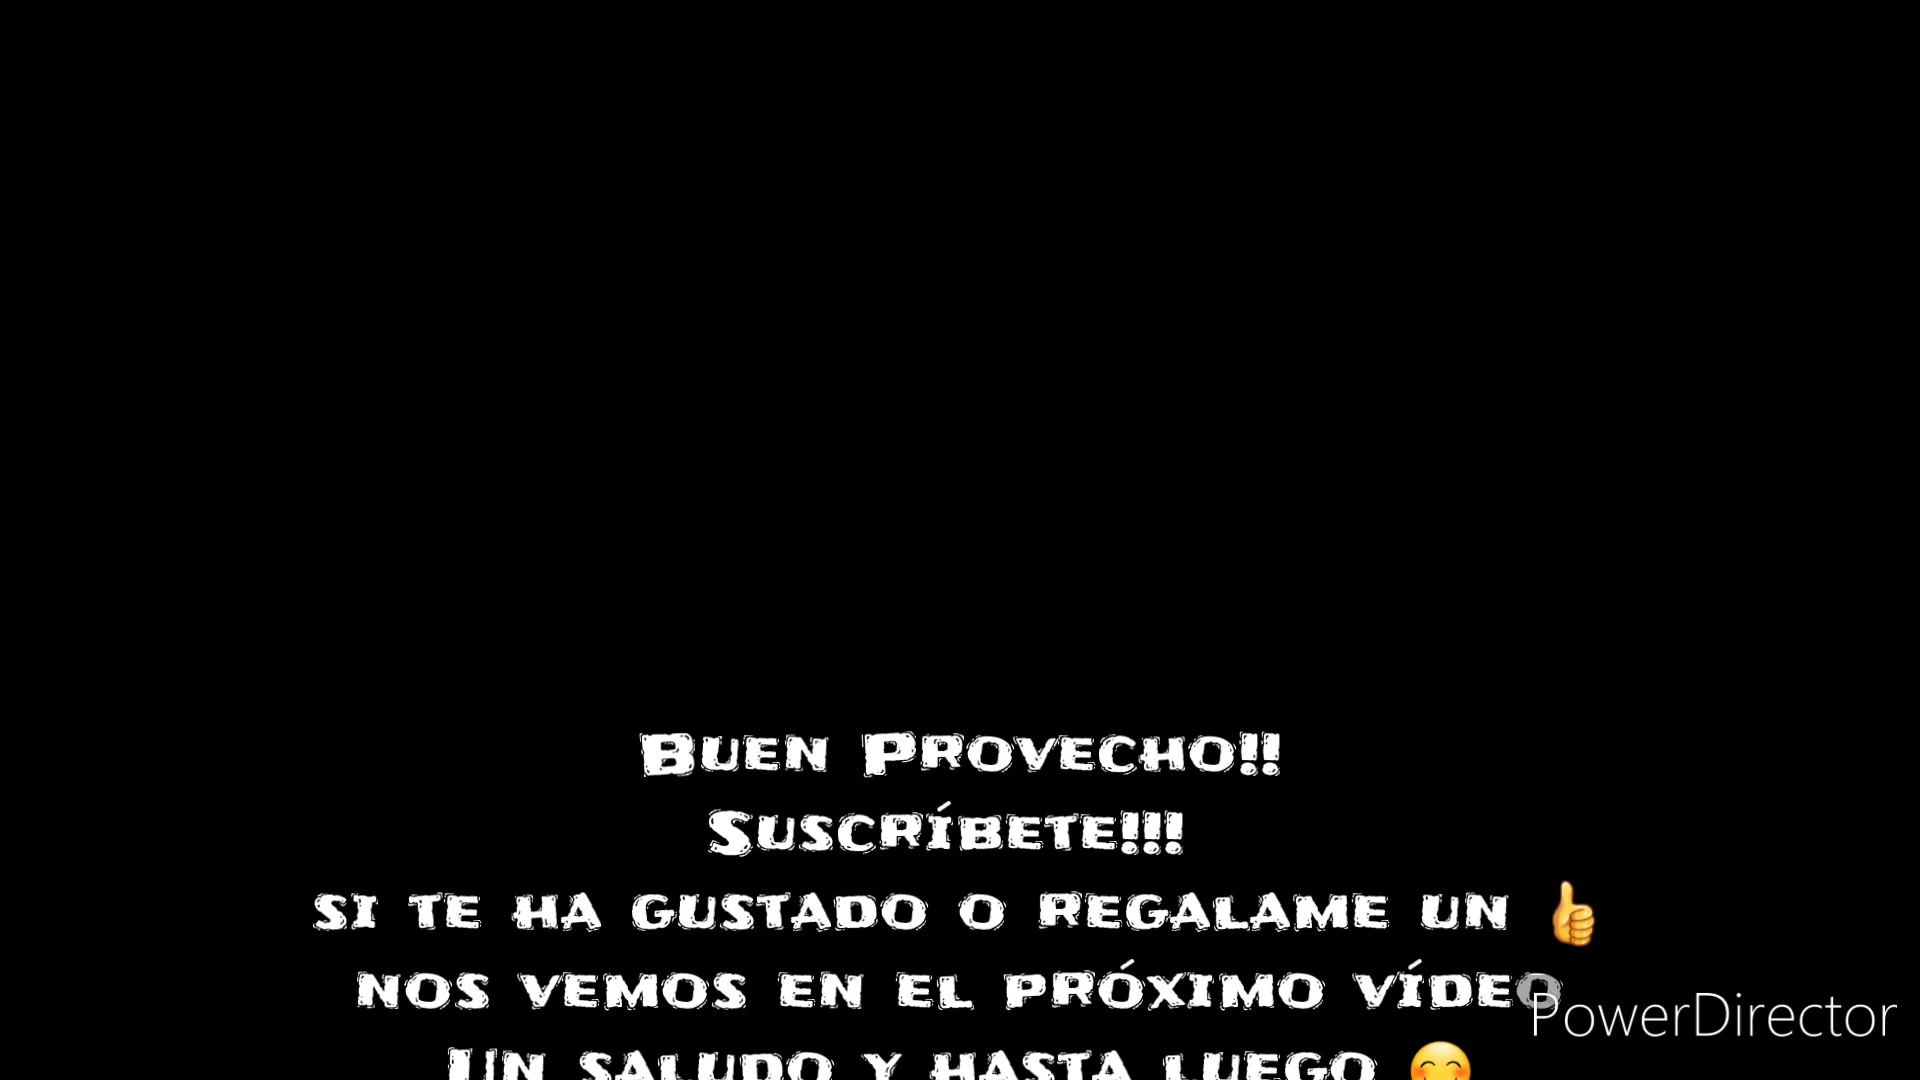 Buen Provecho!!
Suscríbete!!!
si te ha gustado o Regalame un 👍
nos vemos en el próximo vídeo
Un saludo y hasta luego 😊
PowerDirector